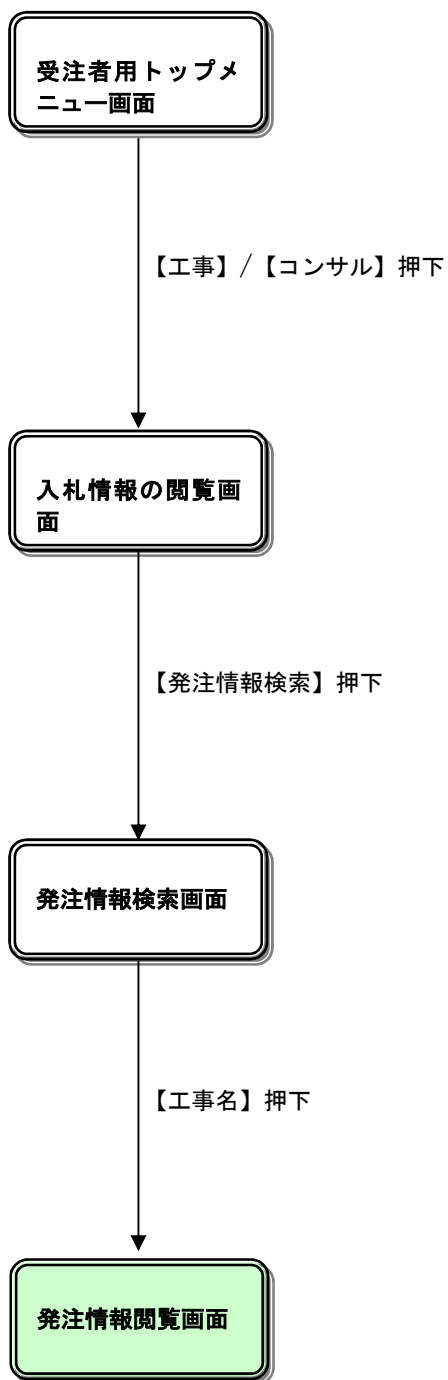 受注者用トップメ
ニュー画面
【工事】/【コンサル】押下
入札情報の閲覧画
面
【発注情報検索】押下
発注情報検索画面
【工事名】押下
発注情報閲覧画面